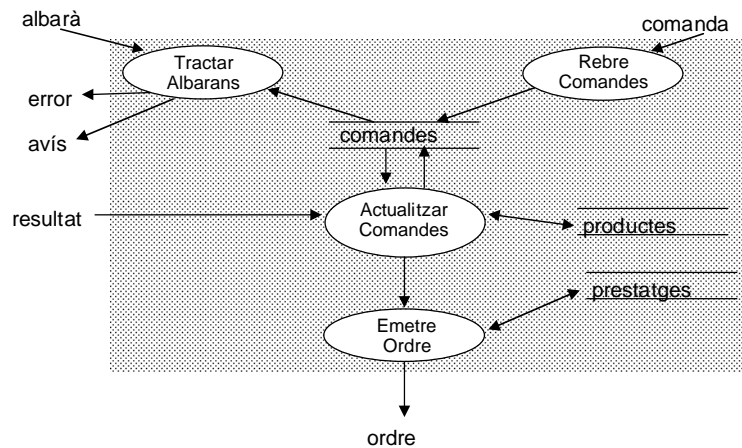 albarà
comanda
Tractar
Albarans
Rebre
Comandes
error
avís
comandes
resultat
Actualitzar
Comandes
productes
prestatges
Emetre
Ordre
ordre